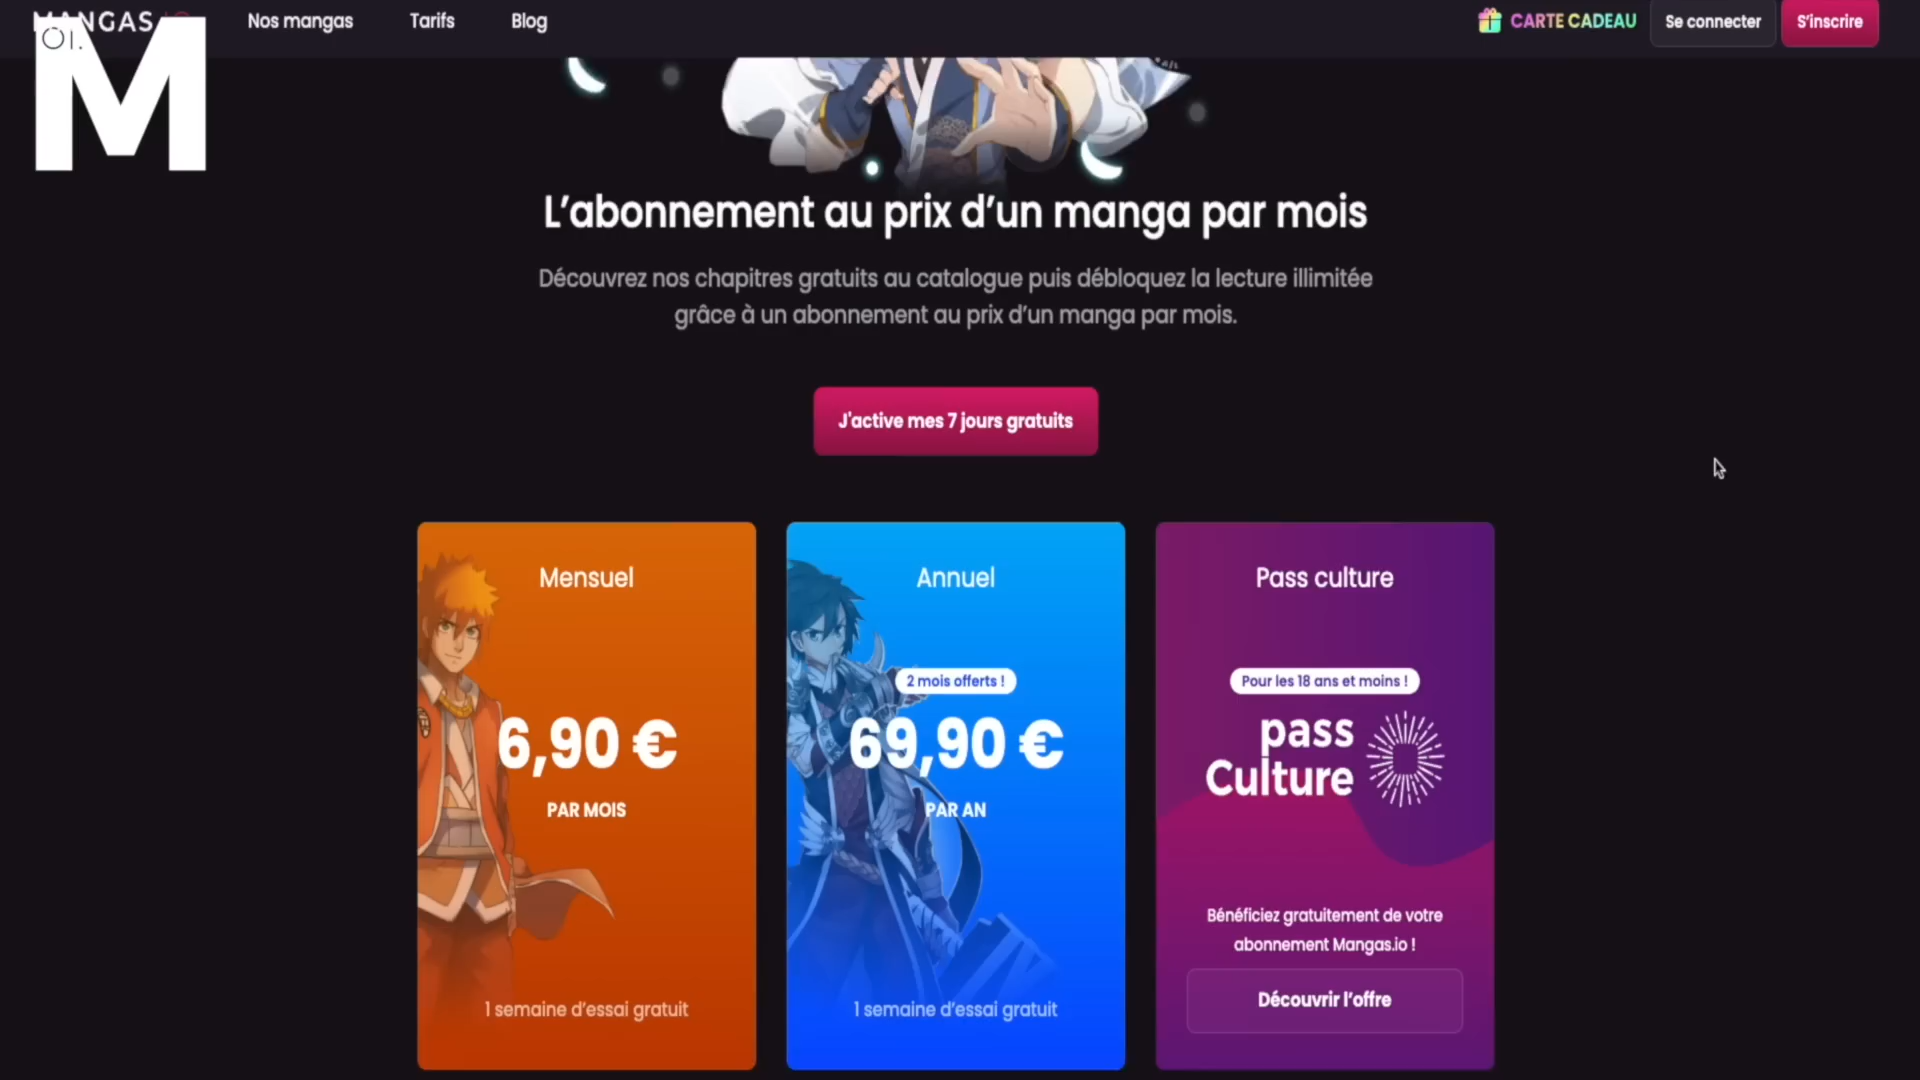 MANGAS.IO
01.
M
Nos mangas
Tarifs
Blog
CARTE CADEAU
Se connecter
S'inscrire
L’abonnement au prix d’un manga par mois
Découvrez nos chapitres gratuits au catalogue puis débloquez la lecture illimitée
grâce à un abonnement au prix d’un manga par mois.
J'active mes 7 jours gratuits
Mensuel
6,90 €
PAR MOIS
1 semaine d’essai gratuit
Annuel
2 mois offerts !
69,90 €
PAR AN
1 semaine d’essai gratuit
Pass culture
Pour les 18 ans et moins !
pass
Culture
Bénéficiez gratuitement de votre
abonnement Mangas.io !
Découvrir l’offre